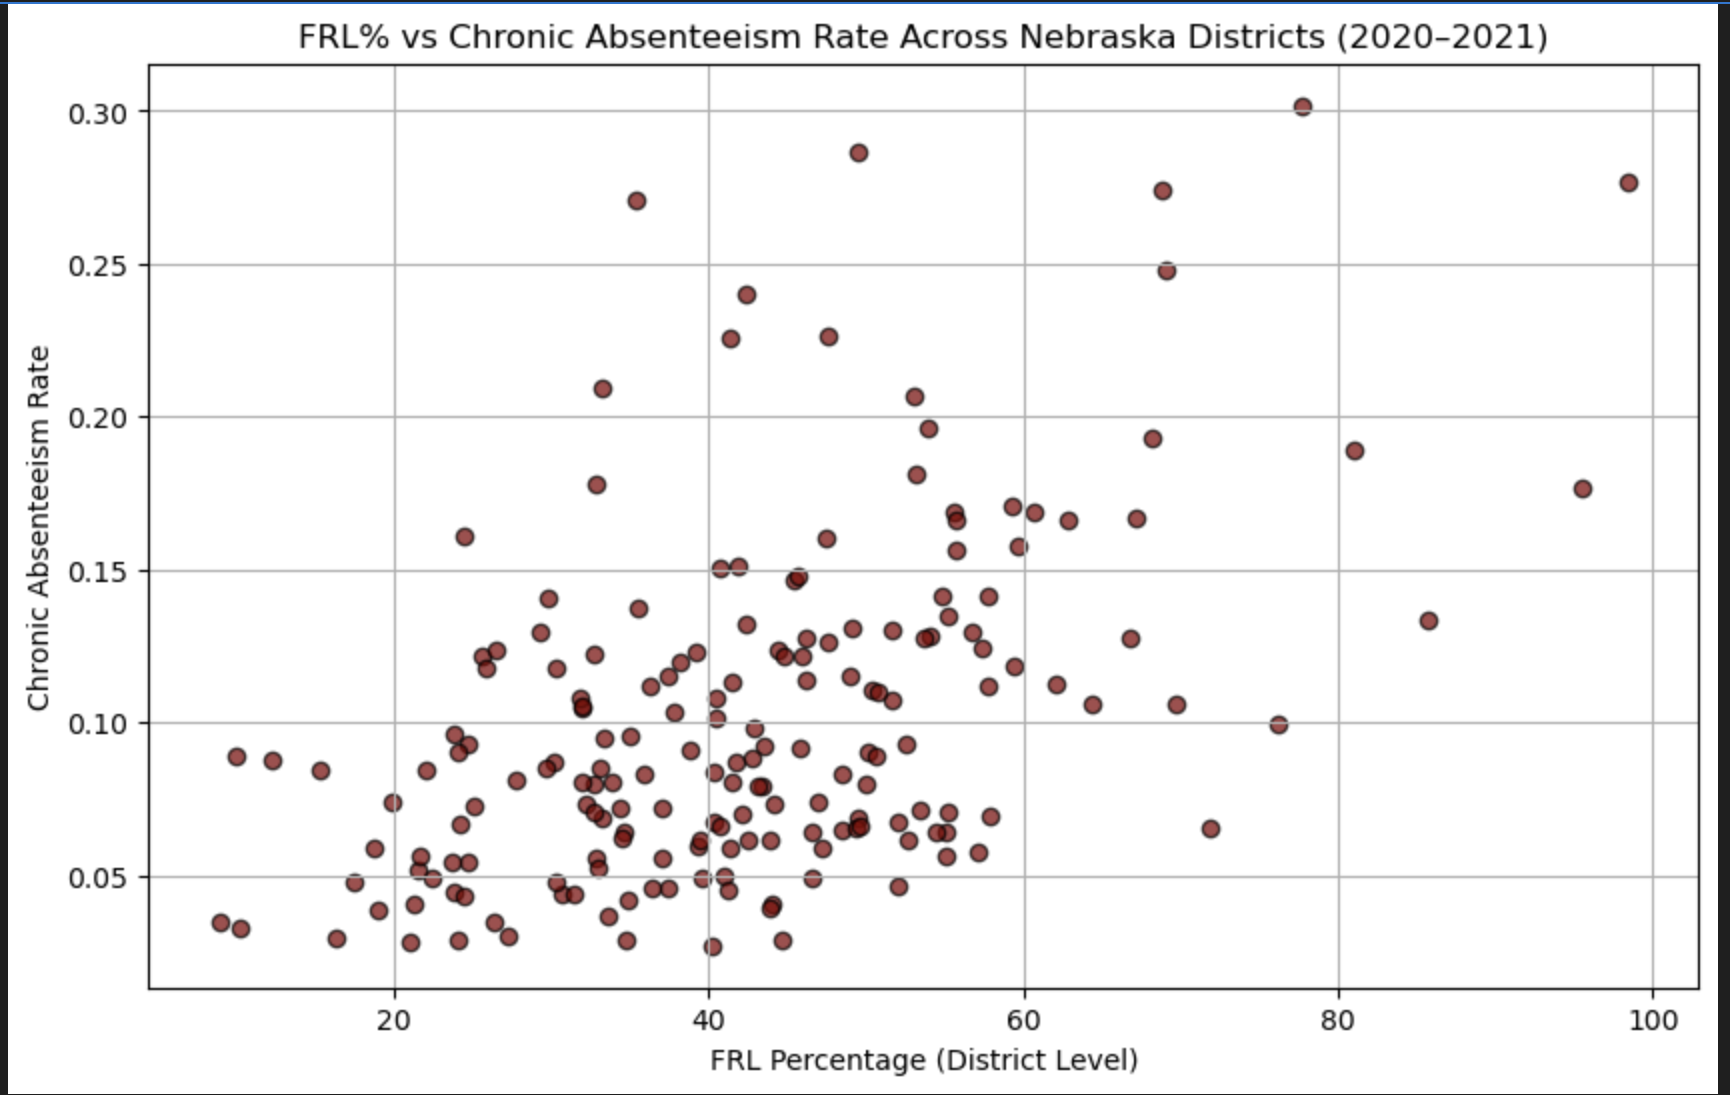 FRL% vs Chronic Absenteeism Rate Across Nebraska Districts (2020–2021)
Chronic Absenteeism Rate
0.30
0.25
0.20
0.15
0.10
0.05
20 40 60 80 100
FRL Percentage (District Level)